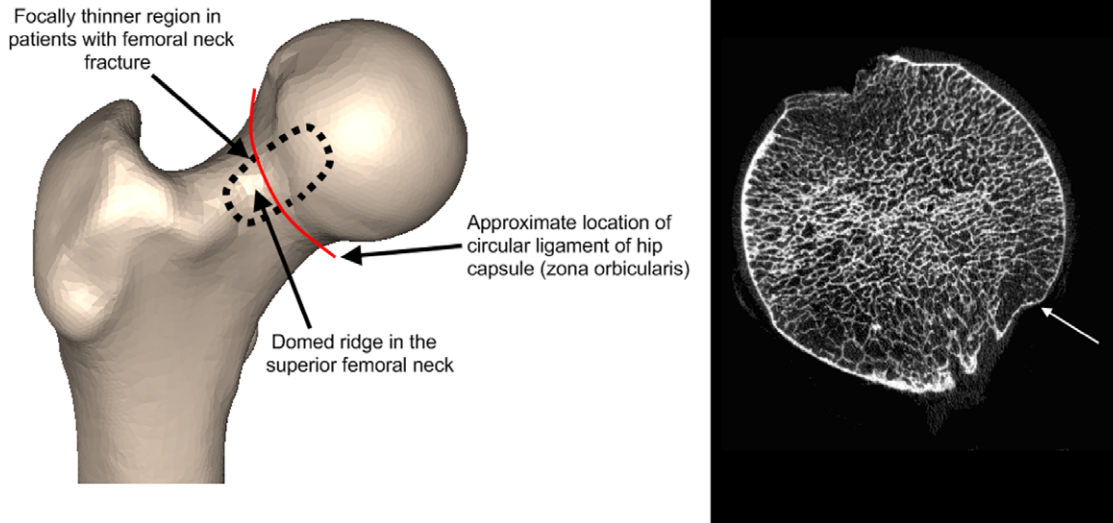 Focally thinner region in
patients with femoral neck
fracture
Approximate location of
circular ligament of hip
capsule (zona orbicularis)
Domed ridge in the
superior femoral neck